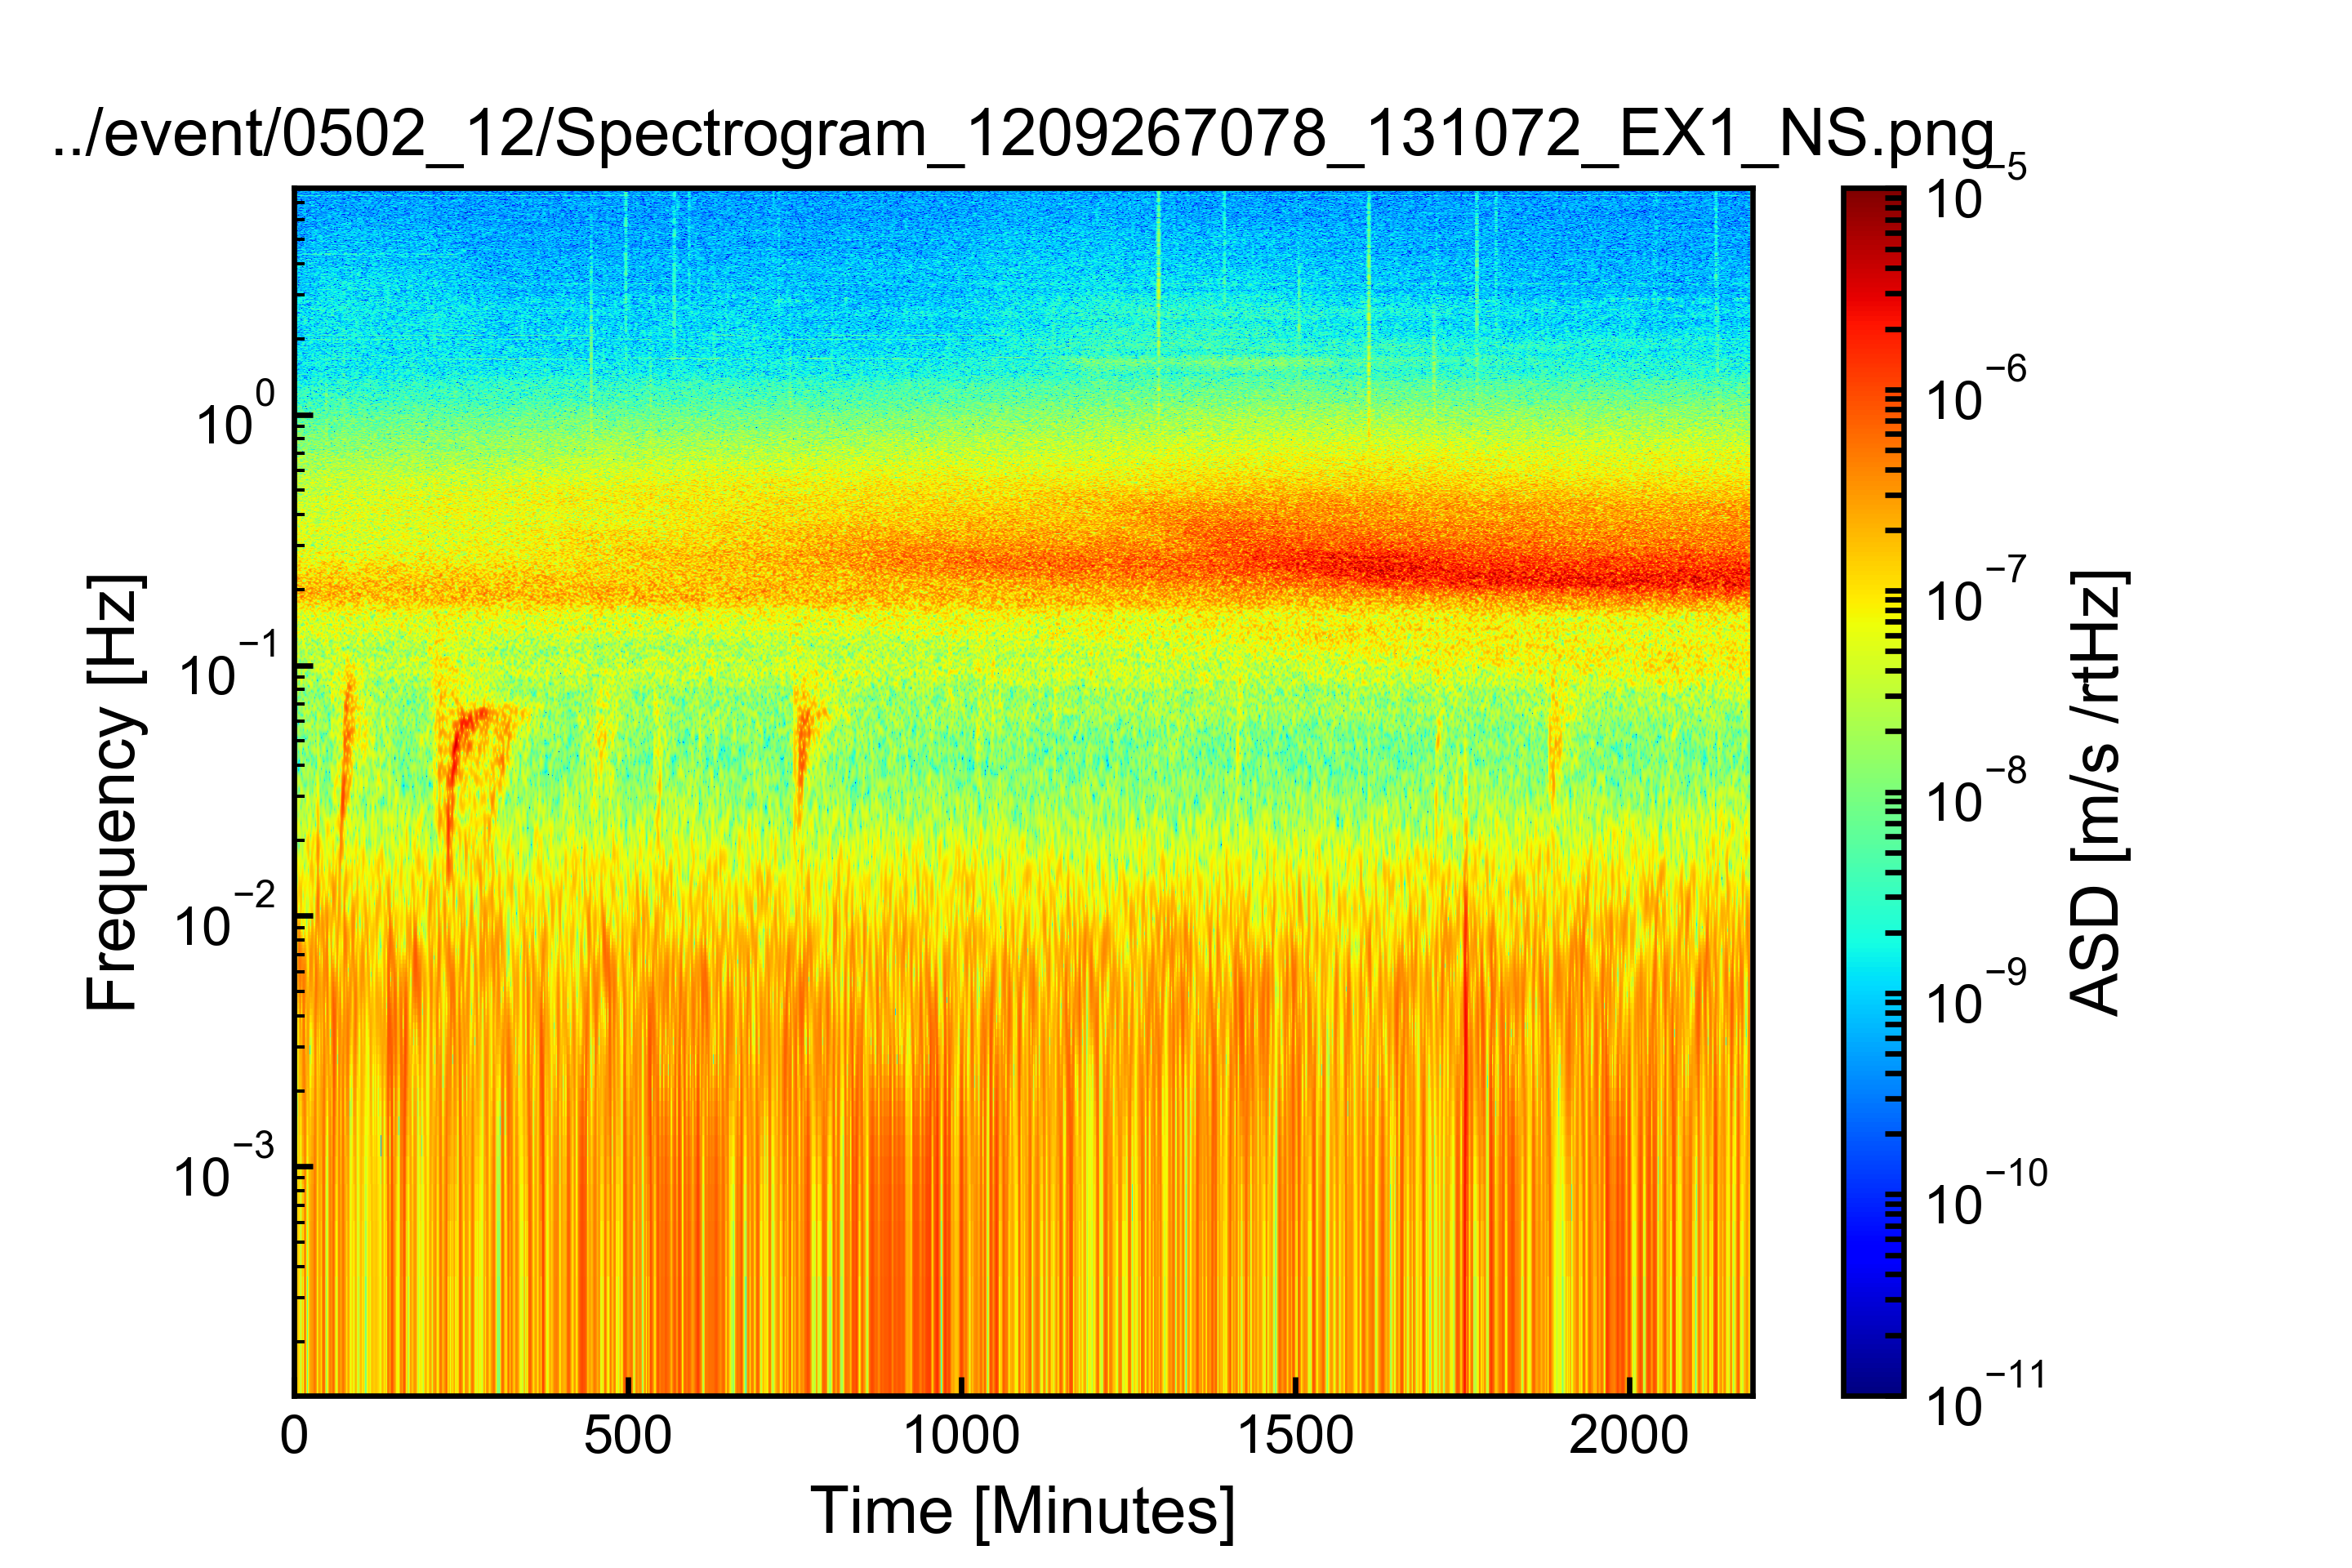 ../event/0502_12/Spectrogram_1209267078_131072_EX1_NS.png
Frequency [Hz]
10^0
10^−1
10^−2
10^−3
0 500 1000 1500 2000
Time [Minutes]
10^−5
10^−6
10^−7
10^−8
10^−9
10^−10
10^−11
ASD [m/s /rtHz]